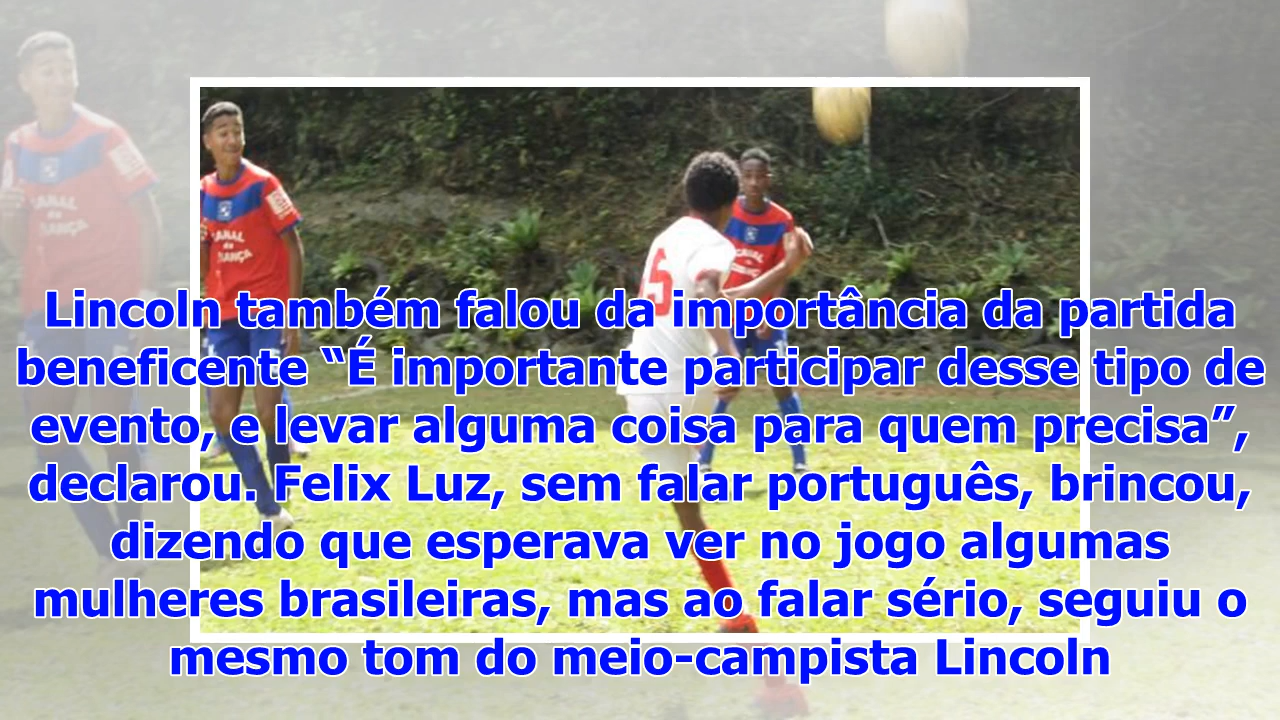 Lincoln também falou da importância da partida
beneficente “É importante participar desse tipo de
evento, e levar alguma coisa para quem precisa”,
declarou. Felix Luz, sem falar português, brincou,
dizendo que esperava ver no jogo algumas
mulheres brasileiras, mas ao falar sério, seguiu o
mesmo tom do meio-campista Lincoln
5